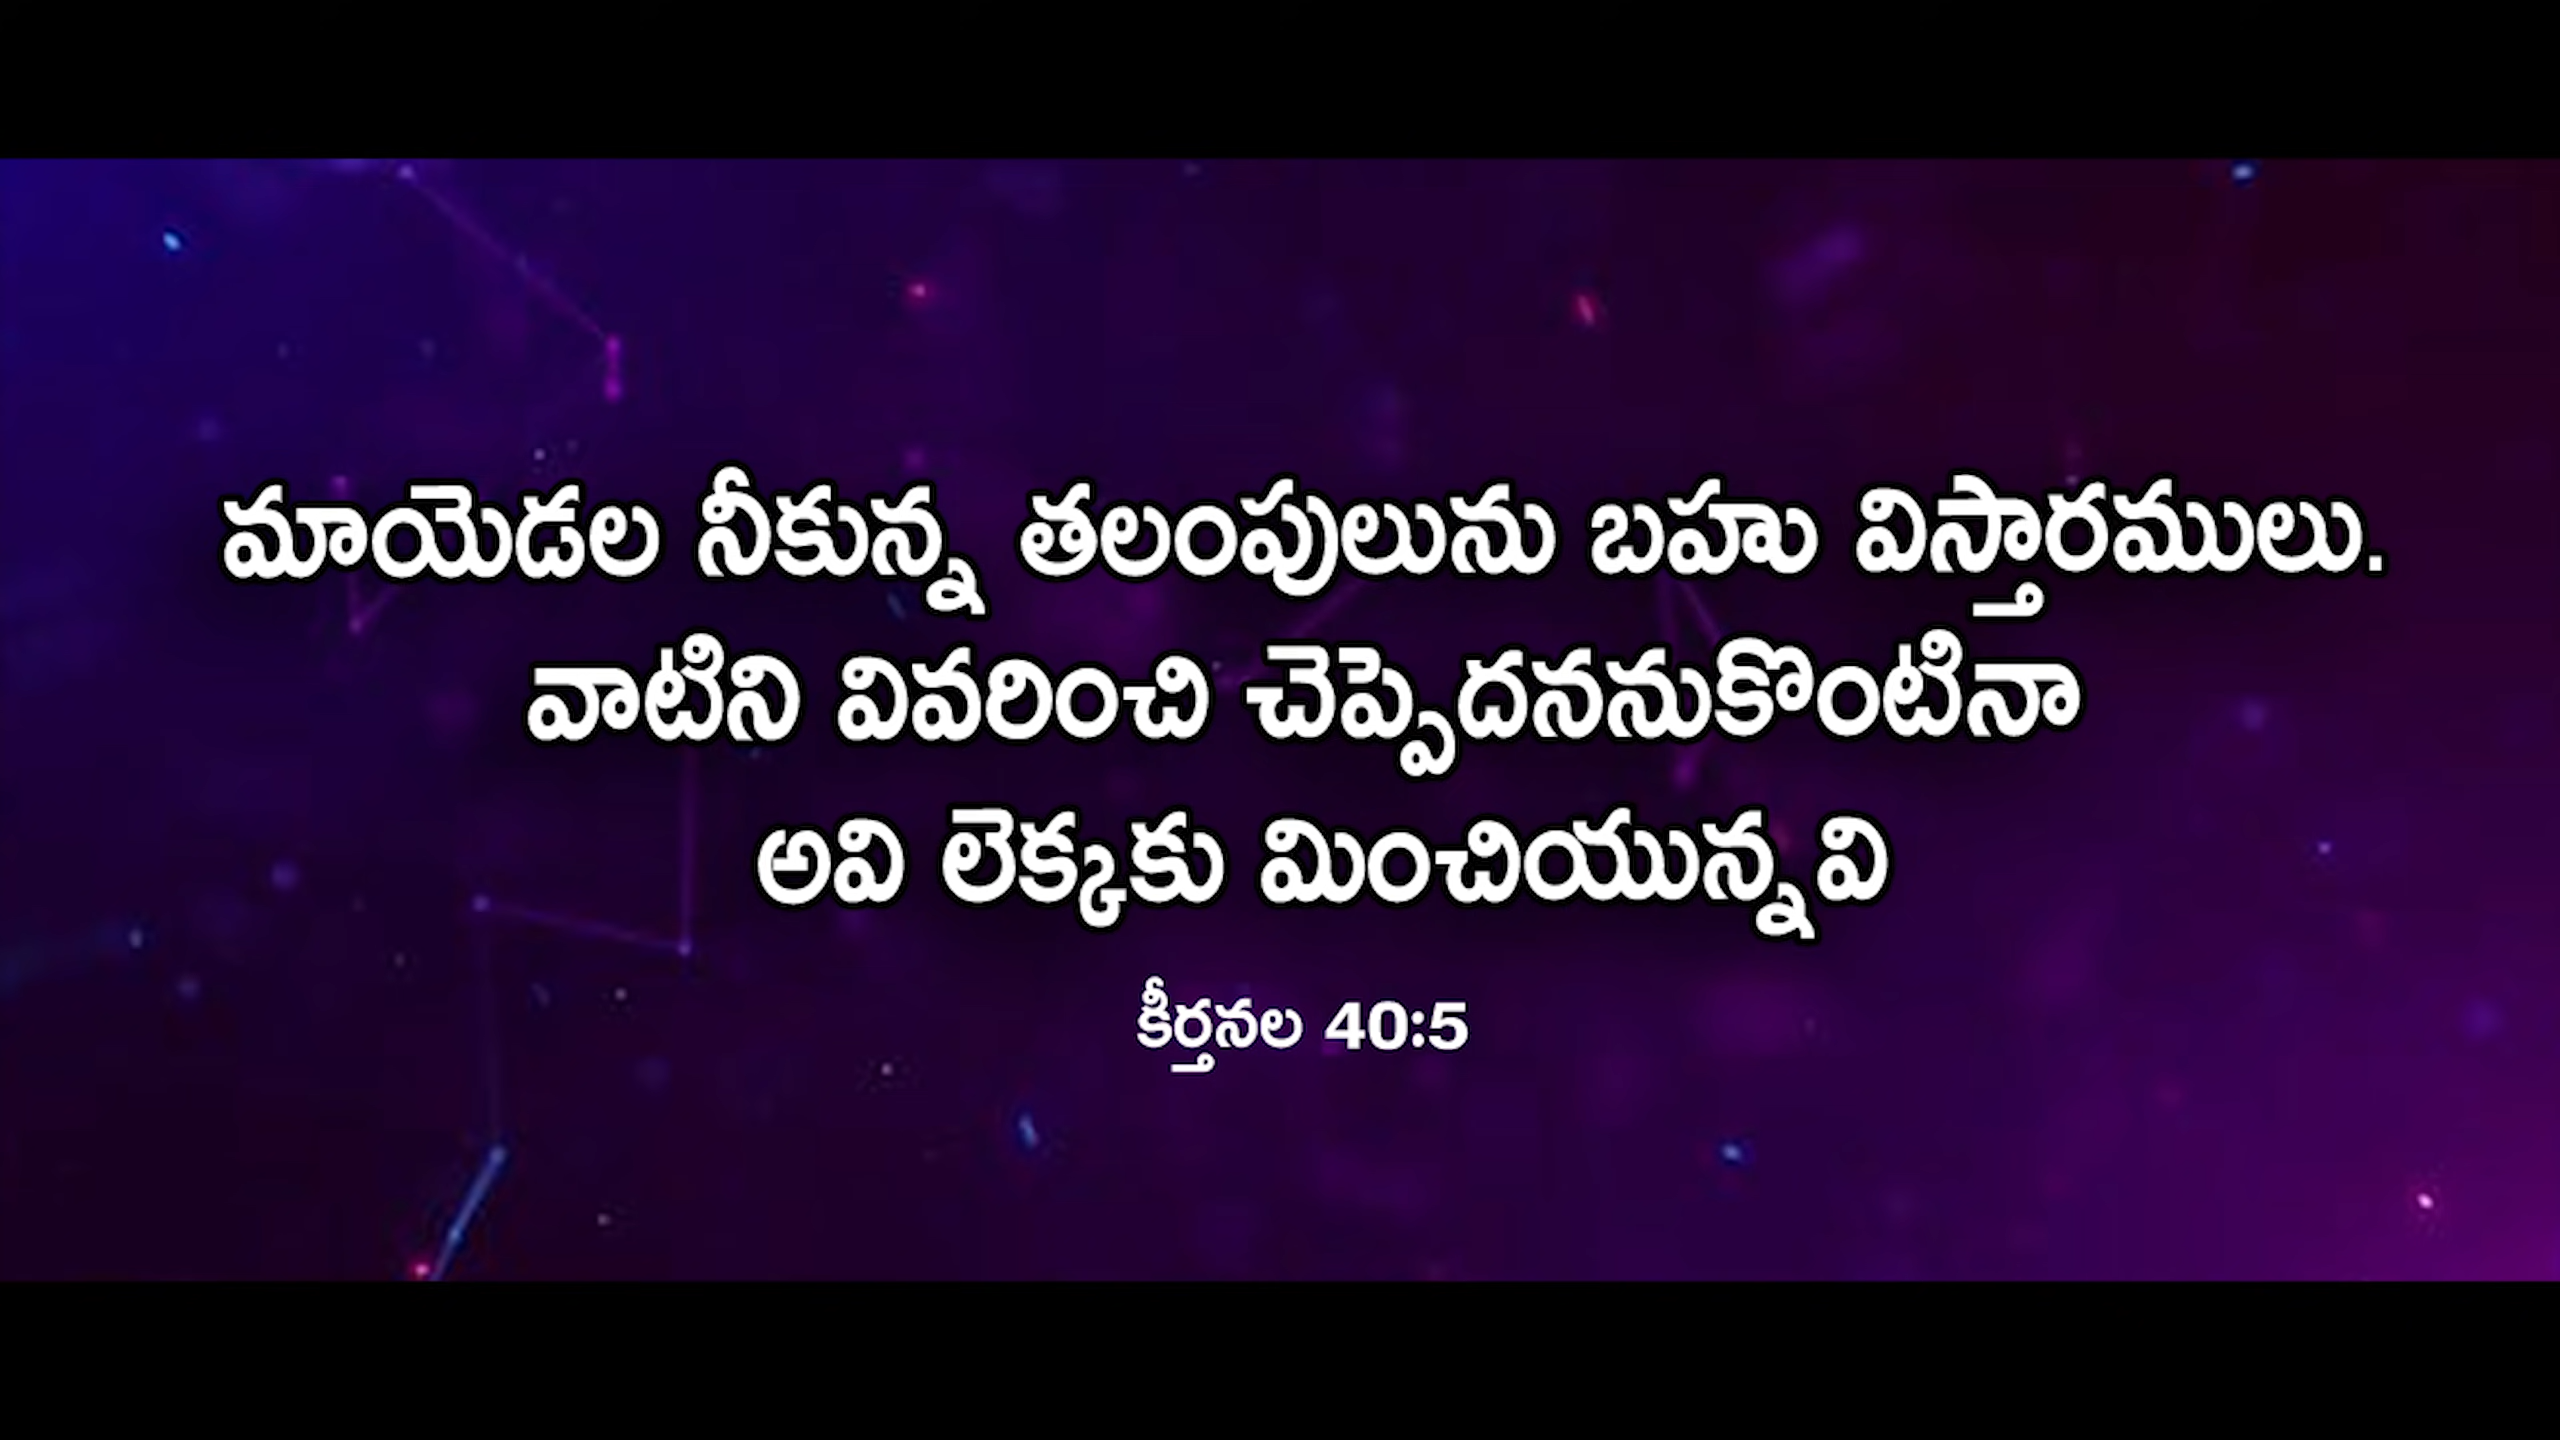 మాయెడల నీకున్న తలంపులును బహు విస్తారములు.
వాటిని వివరించి చెప్పెదననుకొంటినా
అవి లెక్కకు మించియున్నవి
కీర్తనల 40:5